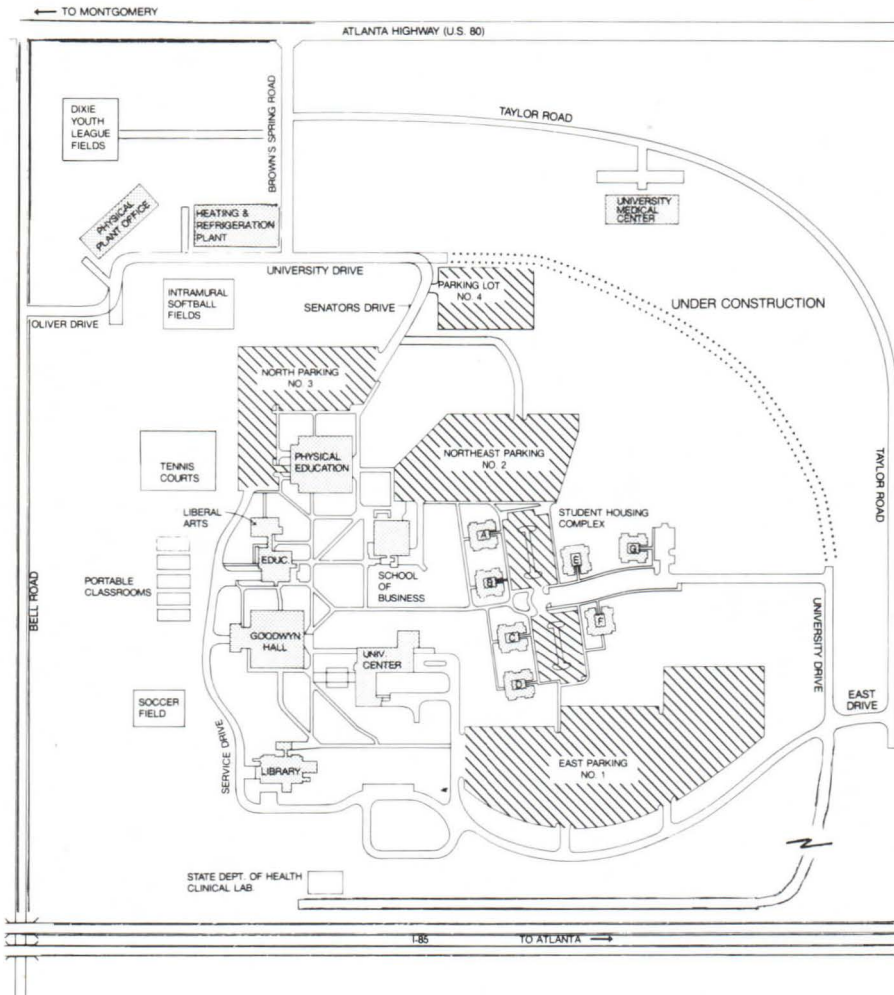 ← TO MONTGOMERY
ATLANTA HIGHWAY (U.S. 80)
DIXIE
YOUTH
LEAGUE
FIELDS
BROWN'S SPRING ROAD
TAYLOR ROAD
PHYSICAL
PLANT OFFICE
HEATING &
REFRIGERATION
PLANT
UNIVERSITY
MEDICAL
CENTER
UNIVERSITY DRIVE
PARKING LOT
NO. 4
INTRAMURAL
SOFTBALL
FIELDS
SENATORS DRIVE
UNDER CONSTRUCTION
OLIVER DRIVE
NORTH PARKING
NO. 3
PHYSICAL
EDUCATION
NORTHEAST PARKING
NO. 2
TENNIS
COURTS
TAYLOR ROAD
LIBERAL
ARTS
STUDENT HOUSING
COMPLEX
A
E
G
EDUC.
SCHOOL
OF
BUSINESS
B
PORTABLE
CLASSROOMS
BELL ROAD
GOODWYN
HALL
C
F
UNIV.
CENTER
D
UNIVERSITY DRIVE
EAST
DRIVE
SOCCER
FIELD
SERVICE DRIVE
LIBRARY
EAST PARKING
NO. 1
STATE DEPT. OF HEALTH
CLINICAL LAB.
I-85
TO ATLANTA →